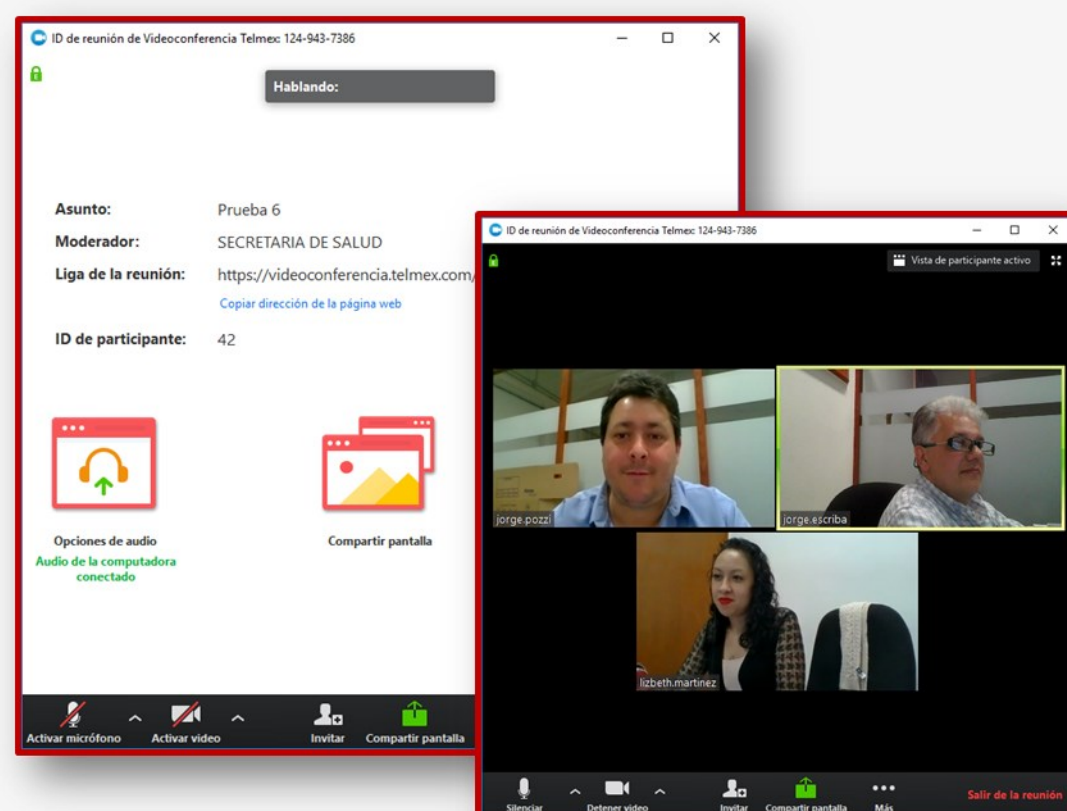 ID de reunión de Videoconferencia Telmex: 124-943-7386
Hablando:
Asunto: Prueba 6
Moderador: SECRETARIA DE SALUD
Liga de la reunión: https://videoconferencia.telmex.com/
Copiar dirección de la página web
ID de participante: 42
Opciones de audio
Audio de la computadora
conectado
Compartir pantalla
Activar micrófono Activar video Invitar Compartir pantalla
ID de reunión de Videoconferencia Telmex: 124-943-7386
Vista de participante activo
jorge.pozzi
jorge.escriba
lizbeth.martinez
Silenciar Detener video Invitar Compartir pantalla Más Salir de la reunión